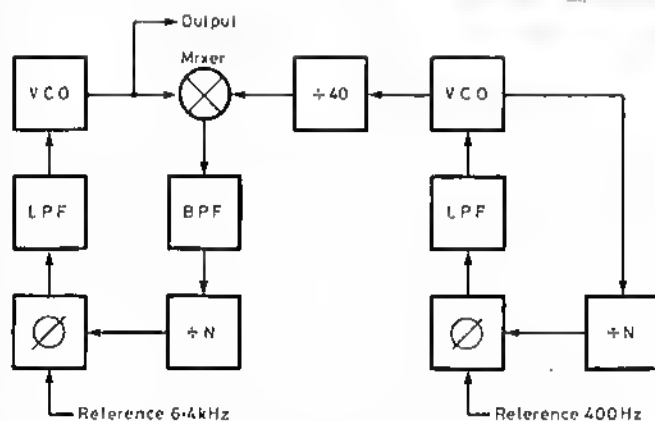 Output
Mixer
VCO
÷40
VCO
LPF
BPF
LPF
Ø
÷N
Ø
÷N
Reference 6·4kHz
Reference 400Hz